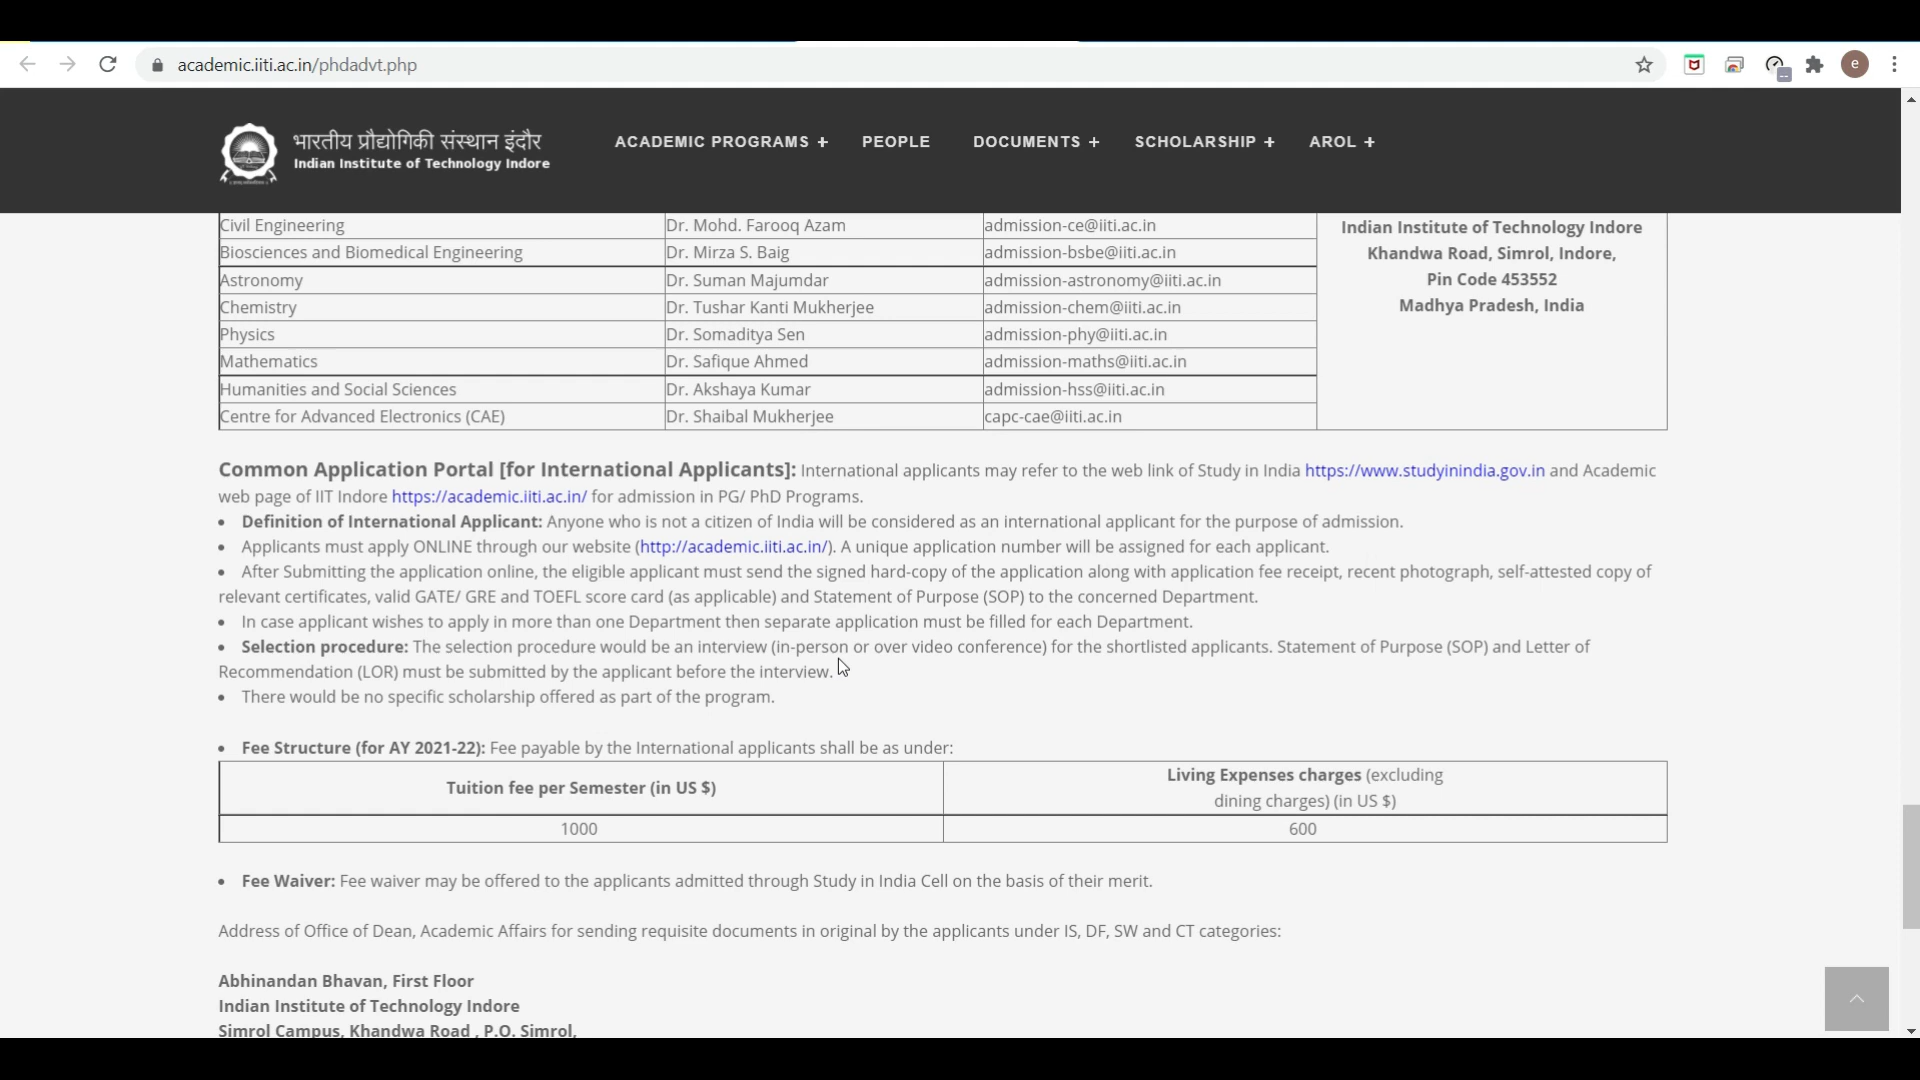 academic.iiti.ac.in/phdadvt.php
e
भारतीय प्रौद्योगिकी संस्थान इंदौर
Indian Institute of Technology Indore
ACADEMIC PROGRAMS + PEOPLE DOCUMENTS + SCHOLARSHIP + AROL +
Civil Engineering Dr. Mohd. Farooq Azam admission-ce@iiti.ac.in
Biosciences and Biomedical Engineering Dr. Mirza S. Baig admission-bsbe@iiti.ac.in
Astronomy Dr. Suman Majumdar admission-astronomy@iiti.ac.in
Chemistry Dr. Tushar Kanti Mukherjee admission-chem@iiti.ac.in
Physics Dr. Somaditya Sen admission-phy@iiti.ac.in
Mathematics Dr. Safique Ahmed admission-maths@iiti.ac.in
Humanities and Social Sciences Dr. Akshaya Kumar admission-hss@iiti.ac.in
Centre for Advanced Electronics (CAE) Dr. Shaibal Mukherjee capc-cae@iiti.ac.in
Indian Institute of Technology Indore
Khandwa Road, Simrol, Indore,
Pin Code 453552
Madhya Pradesh, India
Common Application Portal [for International Applicants]: International applicants may refer to the web link of Study in India https://www.studyinindia.gov.in and Academic
web page of IIT Indore https://academic.iiti.ac.in/ for admission in PG/ PhD Programs.
• Definition of International Applicant: Anyone who is not a citizen of India will be considered as an international applicant for the purpose of admission.
• Applicants must apply ONLINE through our website (http://academic.iiti.ac.in/). A unique application number will be assigned for each applicant.
• After Submitting the application online, the eligible applicant must send the signed hard-copy of the application along with application fee receipt, recent photograph, self-attested copy of
relevant certificates, valid GATE/ GRE and TOEFL score card (as applicable) and Statement of Purpose (SOP) to the concerned Department.
• In case applicant wishes to apply in more than one Department then separate application must be filled for each Department.
• Selection procedure: The selection procedure would be an interview (in-person or over video conference) for the shortlisted applicants. Statement of Purpose (SOP) and Letter of
Recommendation (LOR) must be submitted by the applicant before the interview.
• There would be no specific scholarship offered as part of the program.
• Fee Structure (for AY 2021-22): Fee payable by the International applicants shall be as under:
Tuition fee per Semester (in US $)
Living Expenses charges (excluding
dining charges) (in US $)
1000 600
• Fee Waiver: Fee waiver may be offered to the applicants admitted through Study in India Cell on the basis of their merit.
Address of Office of Dean, Academic Affairs for sending requisite documents in original by the applicants under IS, DF, SW and CT categories:
Abhinandan Bhavan, First Floor
Indian Institute of Technology Indore
Simrol Campus, Khandwa Road , P.O. Simrol,